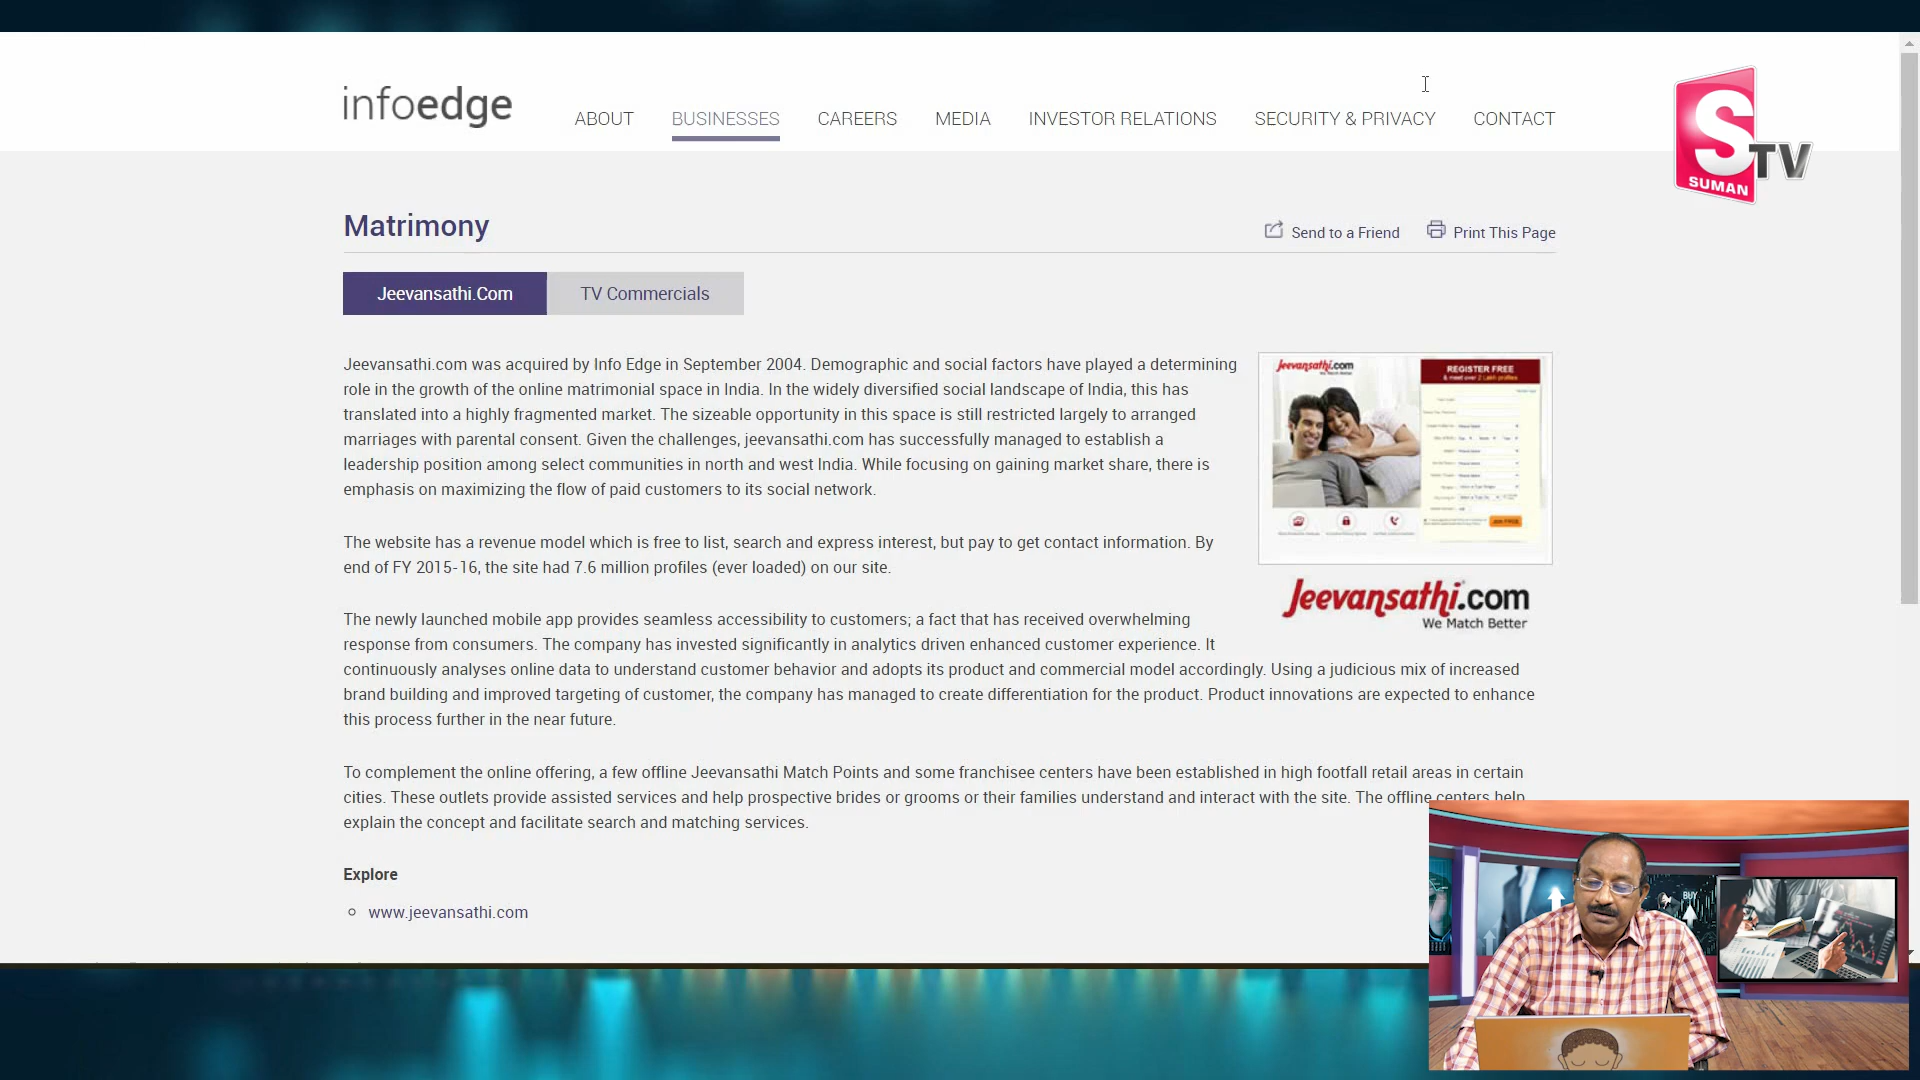 infoedge
ABOUT BUSINESSES CAREERS MEDIA INVESTOR RELATIONS SECURITY & PRIVACY CONTACT
S TV
SUMAN
Matrimony
Send to a Friend Print This Page
Jeevansathi.Com TV Commercials
Jeevansathi.com was acquired by Info Edge in September 2004. Demographic and social factors have played a determining
role in the growth of the online matrimonial space in India. In the widely diversified social landscape of India, this has
translated into a highly fragmented market. The sizeable opportunity in this space is still restricted largely to arranged
marriages with parental consent. Given the challenges, jeevansathi.com has successfully managed to establish a
leadership position among select communities in north and west India. While focusing on gaining market share, there is
emphasis on maximizing the flow of paid customers to its social network.
Jeevansathi.com
REGISTER FREE
The website has a revenue model which is free to list, search and express interest, but pay to get contact information. By
end of FY 2015-16, the site had 7.6 million profiles (ever loaded) on our site.
Jeevansathi.com
We Match Better
The newly launched mobile app provides seamless accessibility to customers; a fact that has received overwhelming
response from consumers. The company has invested significantly in analytics driven enhanced customer experience. It
continuously analyses online data to understand customer behavior and adopts its product and commercial model accordingly. Using a judicious mix of increased
brand building and improved targeting of customer, the company has managed to create differentiation for the product. Product innovations are expected to enhance
this process further in the near future.
To complement the online offering, a few offline Jeevansathi Match Points and some franchisee centers have been established in high footfall retail areas in certain
cities. These outlets provide assisted services and help prospective brides or grooms or their families understand and interact with the site. The offline centers help
explain the concept and facilitate search and matching services.
Explore
www.jeevansathi.com
BUY